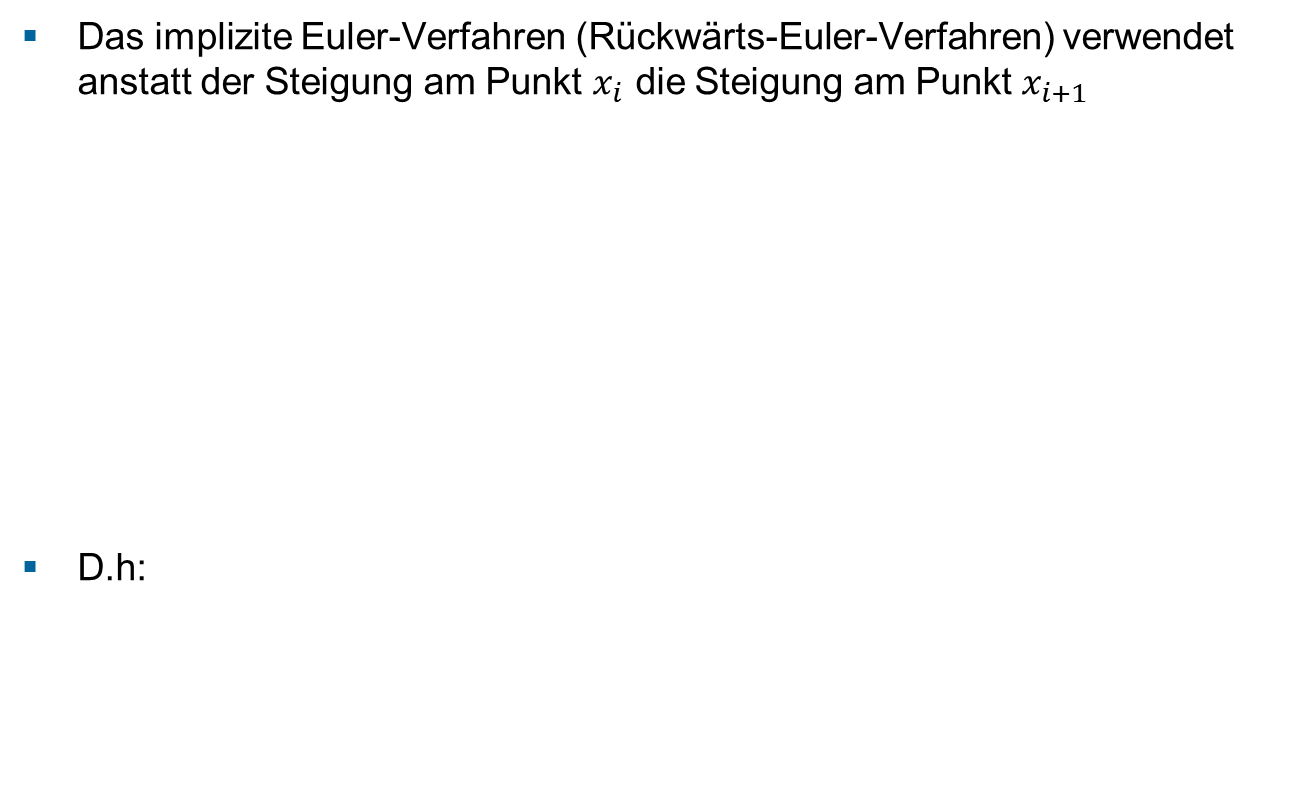 ▪ Das implizite Euler-Verfahren (Rückwärts-Euler-Verfahren) verwendet
anstatt der Steigung am Punkt 𝑥ᵢ die Steigung am Punkt 𝑥ᵢ₊₁
▪ D.h: